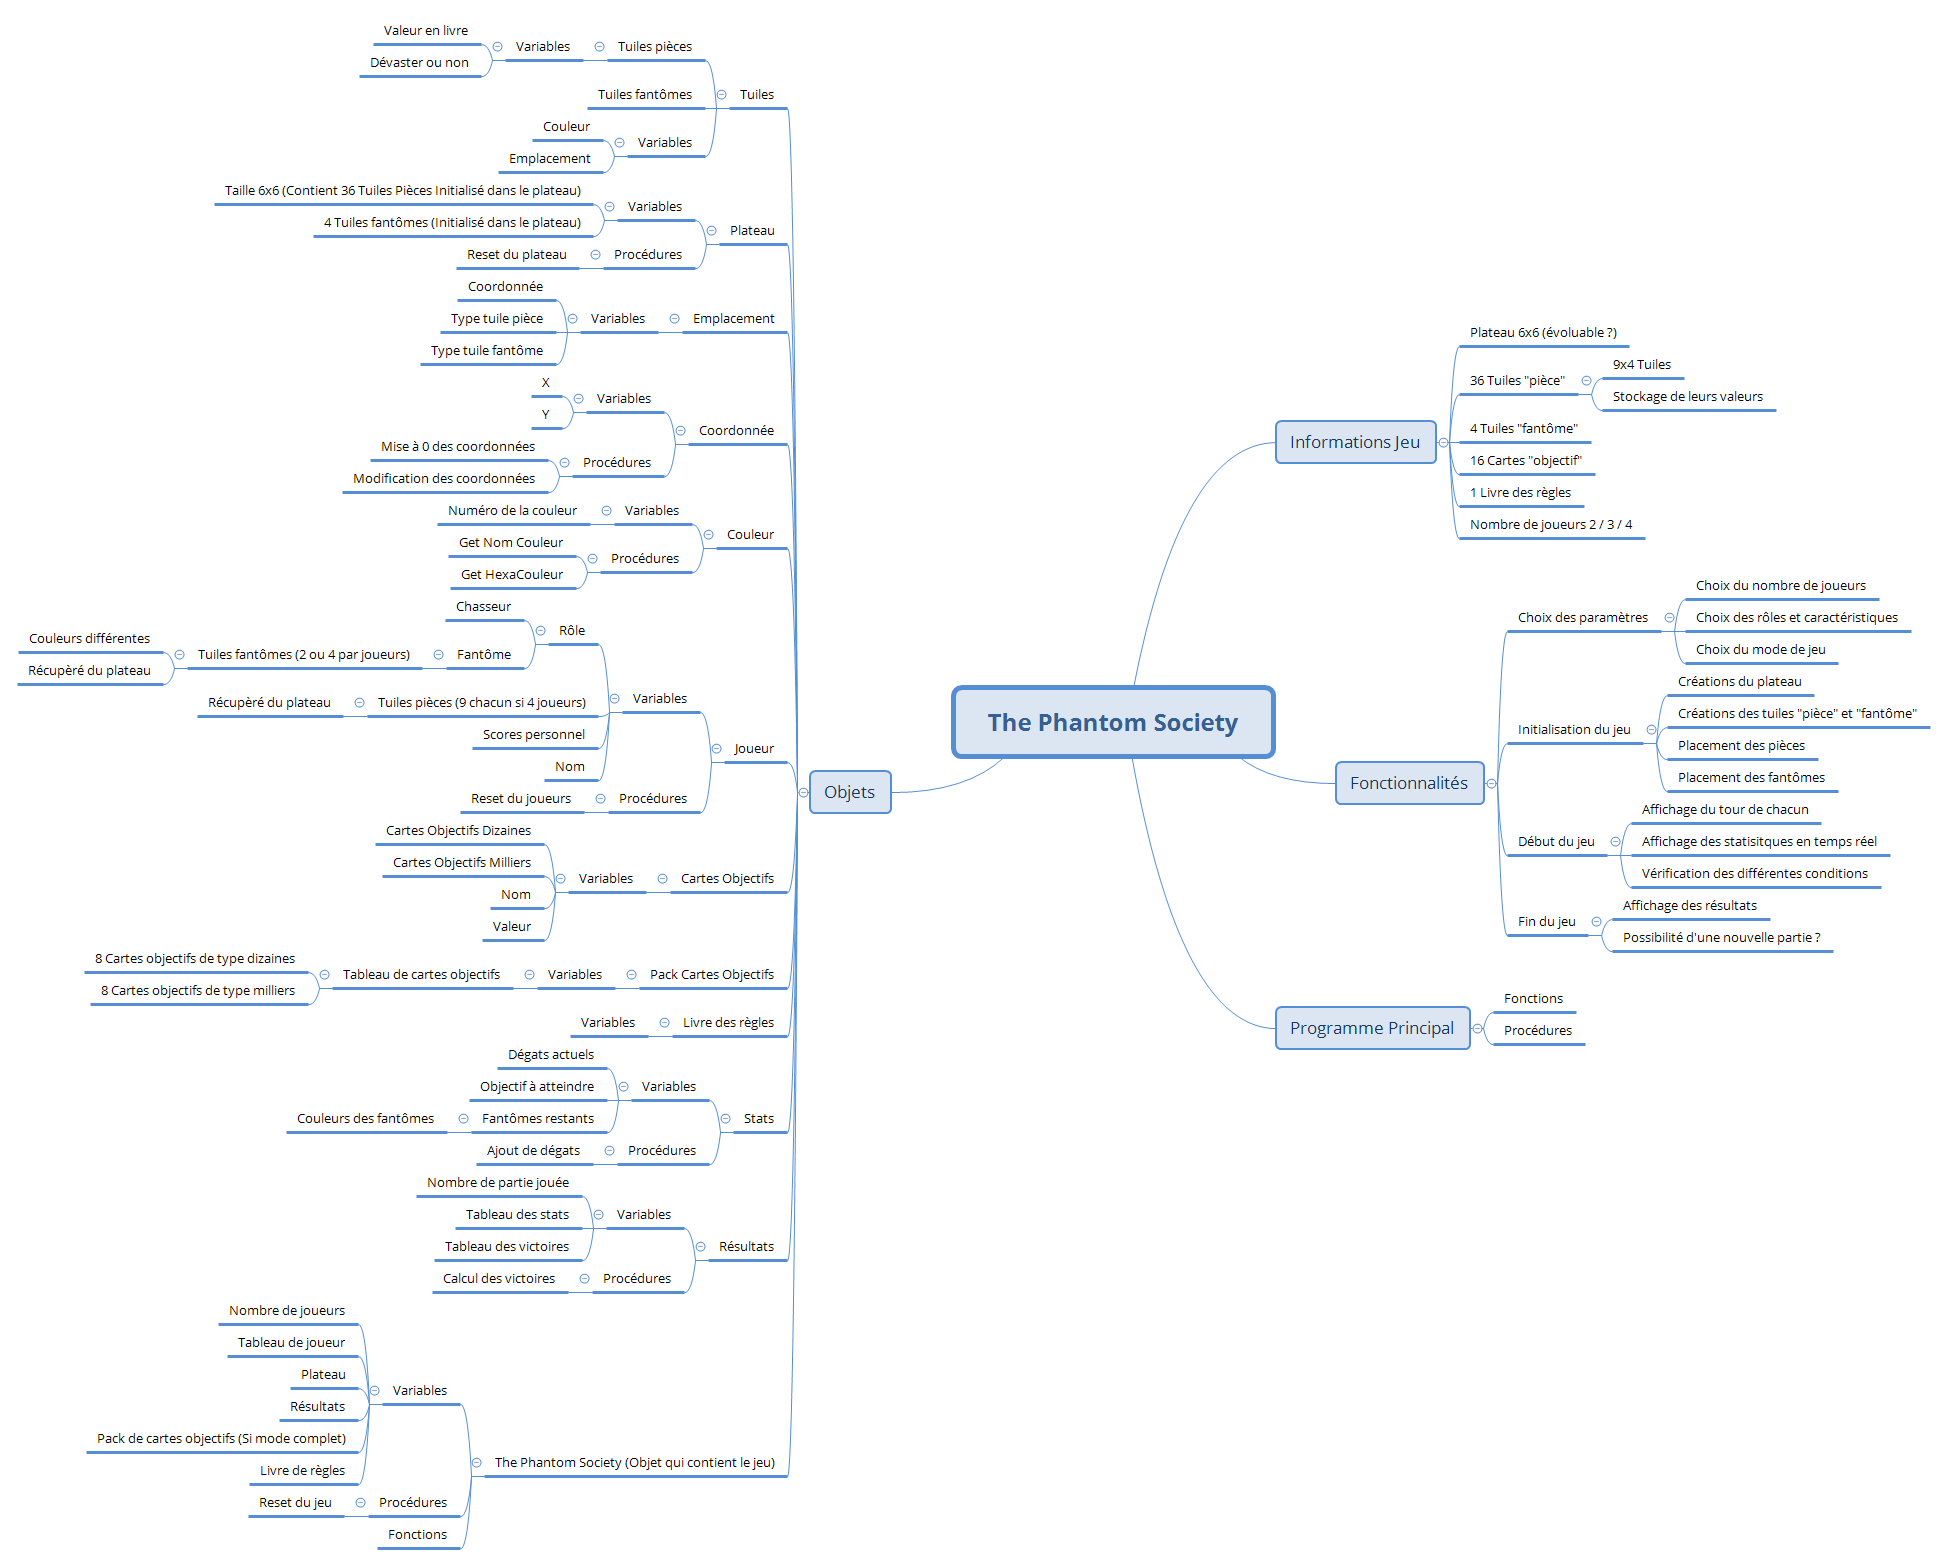 The Phantom Society
Informations Jeu
Plateau 6x6 (évoluable ?)
36 Tuiles "pièce"
9x4 Tuiles
Stockage de leurs valeurs
4 Tuiles "fantôme"
16 Cartes "objectif"
1 Livre des règles
Nombre de joueurs 2 / 3 / 4
Fonctionnalités
Choix des paramètres
Choix du nombre de joueurs
Choix des rôles et caractéristiques
Choix du mode de jeu
Initialisation du jeu
Créations du plateau
Créations des tuiles "pièce" et "fantôme"
Placement des pièces
Placement des fantômes
Début du jeu
Affichage du tour de chacun
Affichage des statisitques en temps réel
Vérification des différentes conditions
Fin du jeu
Affichage des résultats
Possibilité d'une nouvelle partie ?
Programme Principal
Fonctions
Procédures
Objets
Tuiles
Tuiles pièces
Variables
Valeur en livre
Dévaster ou non
Tuiles fantômes
Variables
Couleur
Emplacement
Plateau
Variables
Taille 6x6 (Contient 36 Tuiles Pièces Initialisé dans le plateau)
4 Tuiles fantômes (Initialisé dans le plateau)
Procédures
Reset du plateau
Emplacement
Variables
Coordonnée
Type tuile pièce
Type tuile fantôme
Coordonnée
Variables
X
Y
Procédures
Mise à 0 des coordonnées
Modification des coordonnées
Couleur
Variables
Numéro de la couleur
Procédures
Get Nom Couleur
Get HexaCouleur
Joueur
Variables
Rôle
Chasseur
Fantôme
Tuiles fantômes (2 ou 4 par joueurs)
Couleurs différentes
Récupèré du plateau
Tuiles pièces (9 chacun si 4 joueurs)
Récupèré du plateau
Scores personnel
Nom
Procédures
Reset du joueurs
Cartes Objectifs
Variables
Cartes Objectifs Dizaines
Cartes Objectifs Milliers
Nom
Valeur
Pack Cartes Objectifs
Variables
Tableau de cartes objectifs
8 Cartes objectifs de type dizaines
8 Cartes objectifs de type milliers
Livre des règles
Variables
Stats
Variables
Dégats actuels
Objectif à atteindre
Fantômes restants
Couleurs des fantômes
Procédures
Ajout de dégats
Résultats
Variables
Nombre de partie jouée
Tableau des stats
Tableau des victoires
Procédures
Calcul des victoires
The Phantom Society (Objet qui contient le jeu)
Variables
Nombre de joueurs
Tableau de joueur
Plateau
Résultats
Pack de cartes objectifs (Si mode complet)
Livre de règles
Procédures
Reset du jeu
Fonctions